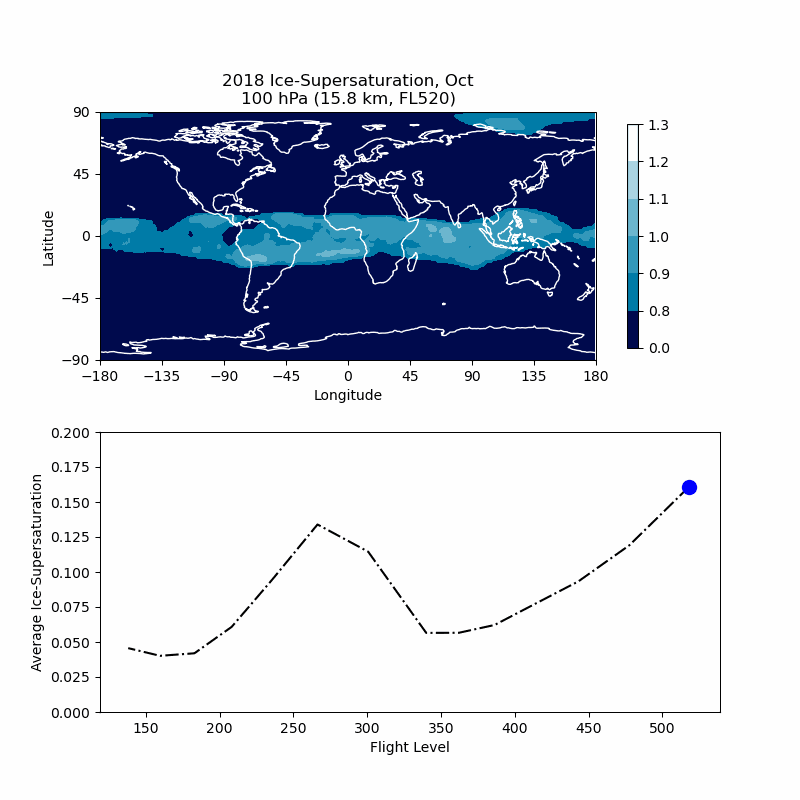 2018 Ice-Supersaturation, Oct
100 hPa (15.8 km, FL520)
90
45
0
−45
−90
Latitude
−180 −135 −90 −45 0 45 90 135 180
Longitude
1.3
1.2
1.1
1.0
0.9
0.8
0.0
0.200
0.175
0.150
0.125
0.100
0.075
0.050
0.025
0.000
Average Ice-Supersaturation
150 200 250 300 350 400 450 500
Flight Level